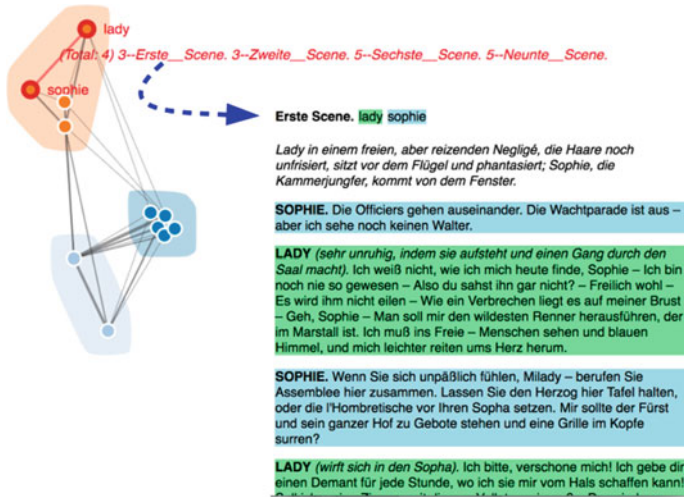 lady
(Total: 4) 3--Erste__Scene. 3--Zweite__Scene. 5--Sechste__Scene. 5--Neunte__Scene.
sophie
Erste Scene. lady sophie
Lady in einem freien, aber reizenden Negligé, die Haare noch
unfrisiert, sitzt vor dem Flügel und phantasiert; Sophie, die
Kammerjungfer, kommt von dem Fenster.
SOPHIE. Die Officiers gehen auseinander. Die Wachtparade ist aus –
aber ich sehe noch keinen Walter.
LADY (sehr unruhig, indem sie aufsteht und einen Gang durch den
Saal macht). Ich weiß nicht, wie ich mich heute finde, Sophie – Ich bin
noch nie so gewesen – Also du sahst ihn gar nicht? – Freilich wohl –
Es wird ihm nicht eilen – Wie ein Verbrechen liegt es auf meiner Brust
– Geh, Sophie – Man soll mir den wildesten Renner herausführen, der
im Marstall ist. Ich muß ins Freie – Menschen sehen und blauen
Himmel, und mich leichter reiten ums Herz herum.
SOPHIE. Wenn Sie sich unpäßlich fühlen, Milady – berufen Sie
Assemblee hier zusammen. Lassen Sie den Herzog hier Tafel halten,
oder die l'Hombretische vor Ihren Sopha setzen. Mir sollte der Fürst
und sein ganzer Hof zu Gebote stehen und eine Grille im Kopfe
surren?
LADY (wirft sich in den Sopha). Ich bitte, verschone mich! Ich gebe dir
einen Demant für jede Stunde, wo ich sie mir vom Hals schaffen kann!